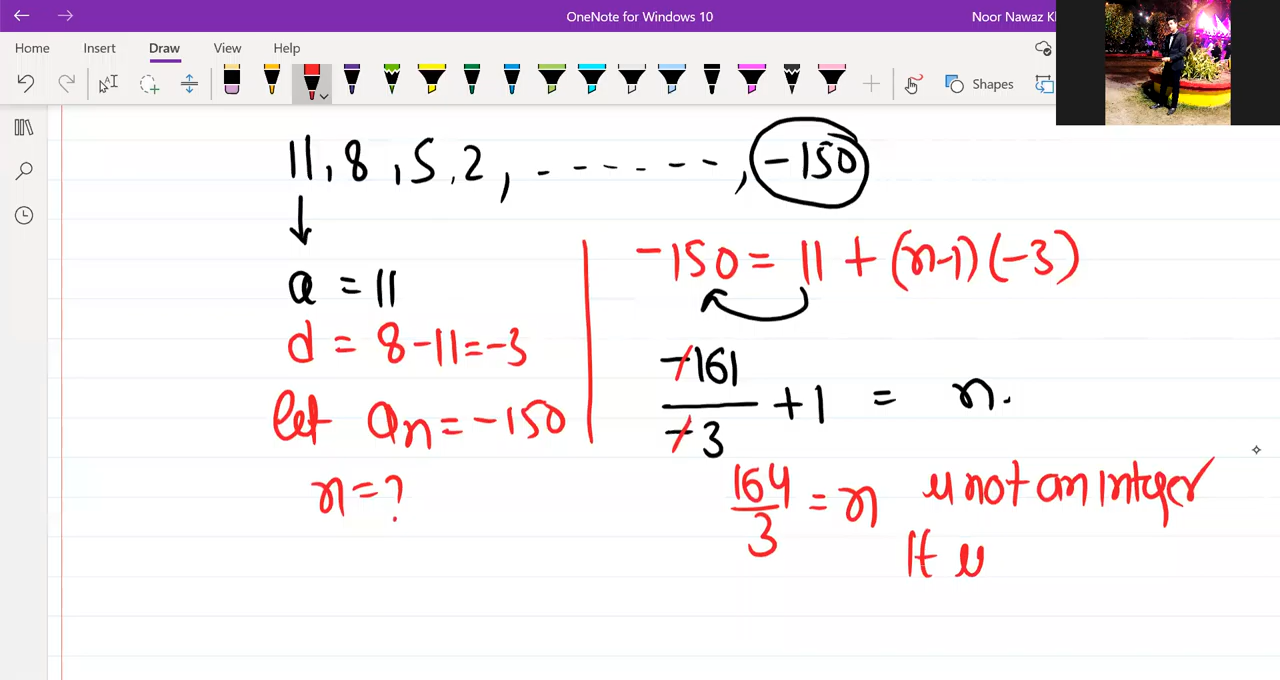 OneNote for Windows 10
Noor Nawaz Kh
Home Insert Draw View Help
Shapes
11, 8, 5, 2, ......., -150
a = 11
d = 8-11=-3
let an = -150
n = ?
-150 = 11 + (n-1)(-3)
-161/-3 + 1 = n.
164/3 = n is not an integer
It is